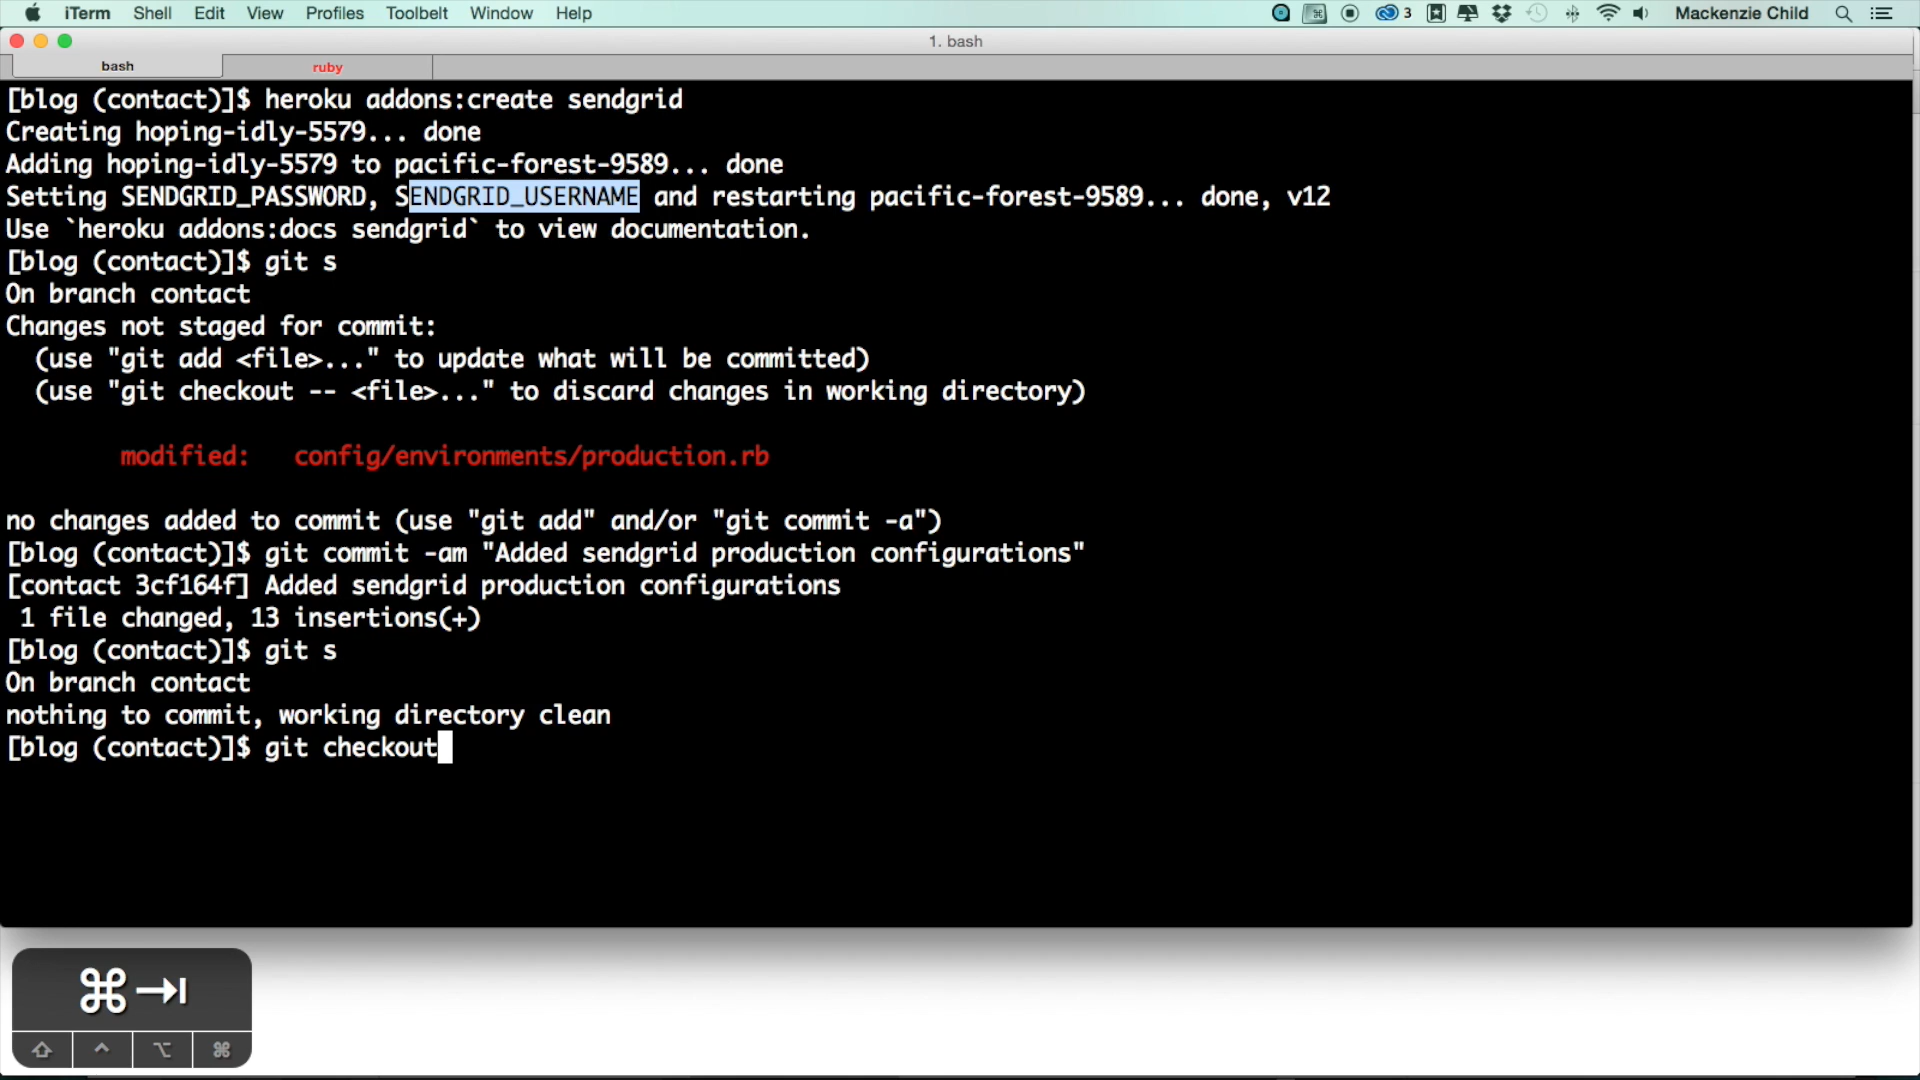 iTerm Shell Edit View Profiles Toolbelt Window Help 3 Mackenzie Child
1. bash
bash ruby
[blog (contact)]$ heroku addons:create sendgrid
Creating hoping-idly-5579... done
Adding hoping-idly-5579 to pacific-forest-9589... done
Setting SENDGRID_PASSWORD, SENDGRID_USERNAME and restarting pacific-forest-9589... done, v12
Use `heroku addons:docs sendgrid` to view documentation.
[blog (contact)]$ git s
On branch contact
Changes not staged for commit:
  (use "git add <file>..." to update what will be committed)
  (use "git checkout -- <file>..." to discard changes in working directory)
        modified:   config/environments/production.rb
no changes added to commit (use "git add" and/or "git commit -a")
[blog (contact)]$ git commit -am "Added sendgrid production configurations"
[contact 3cf164f] Added sendgrid production configurations
 1 file changed, 13 insertions(+)
[blog (contact)]$ git s
On branch contact
nothing to commit, working directory clean
[blog (contact)]$ git checkout